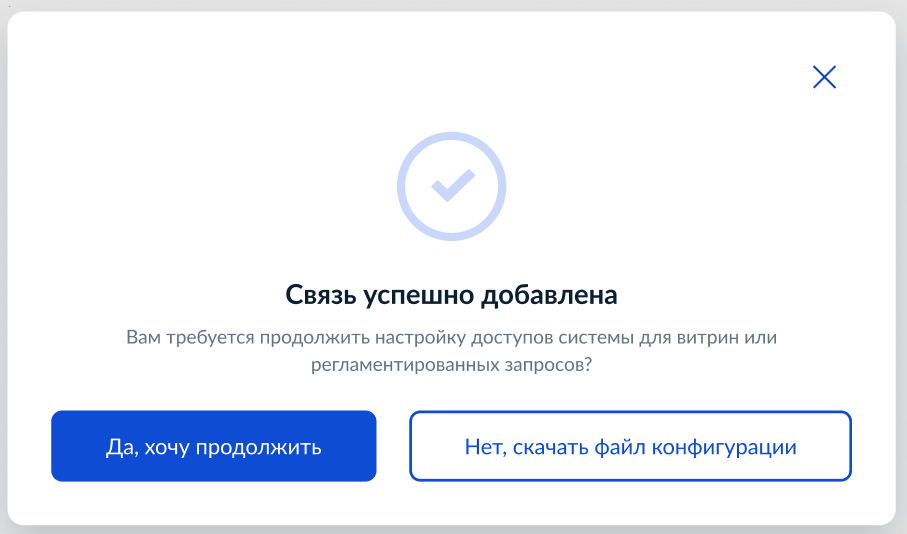 Связь успешно добавлена
Вам требуется продолжить настройку доступов системы для витрин или
регламентированных запросов?
Да, хочу продолжить
Нет, скачать файл конфигурации